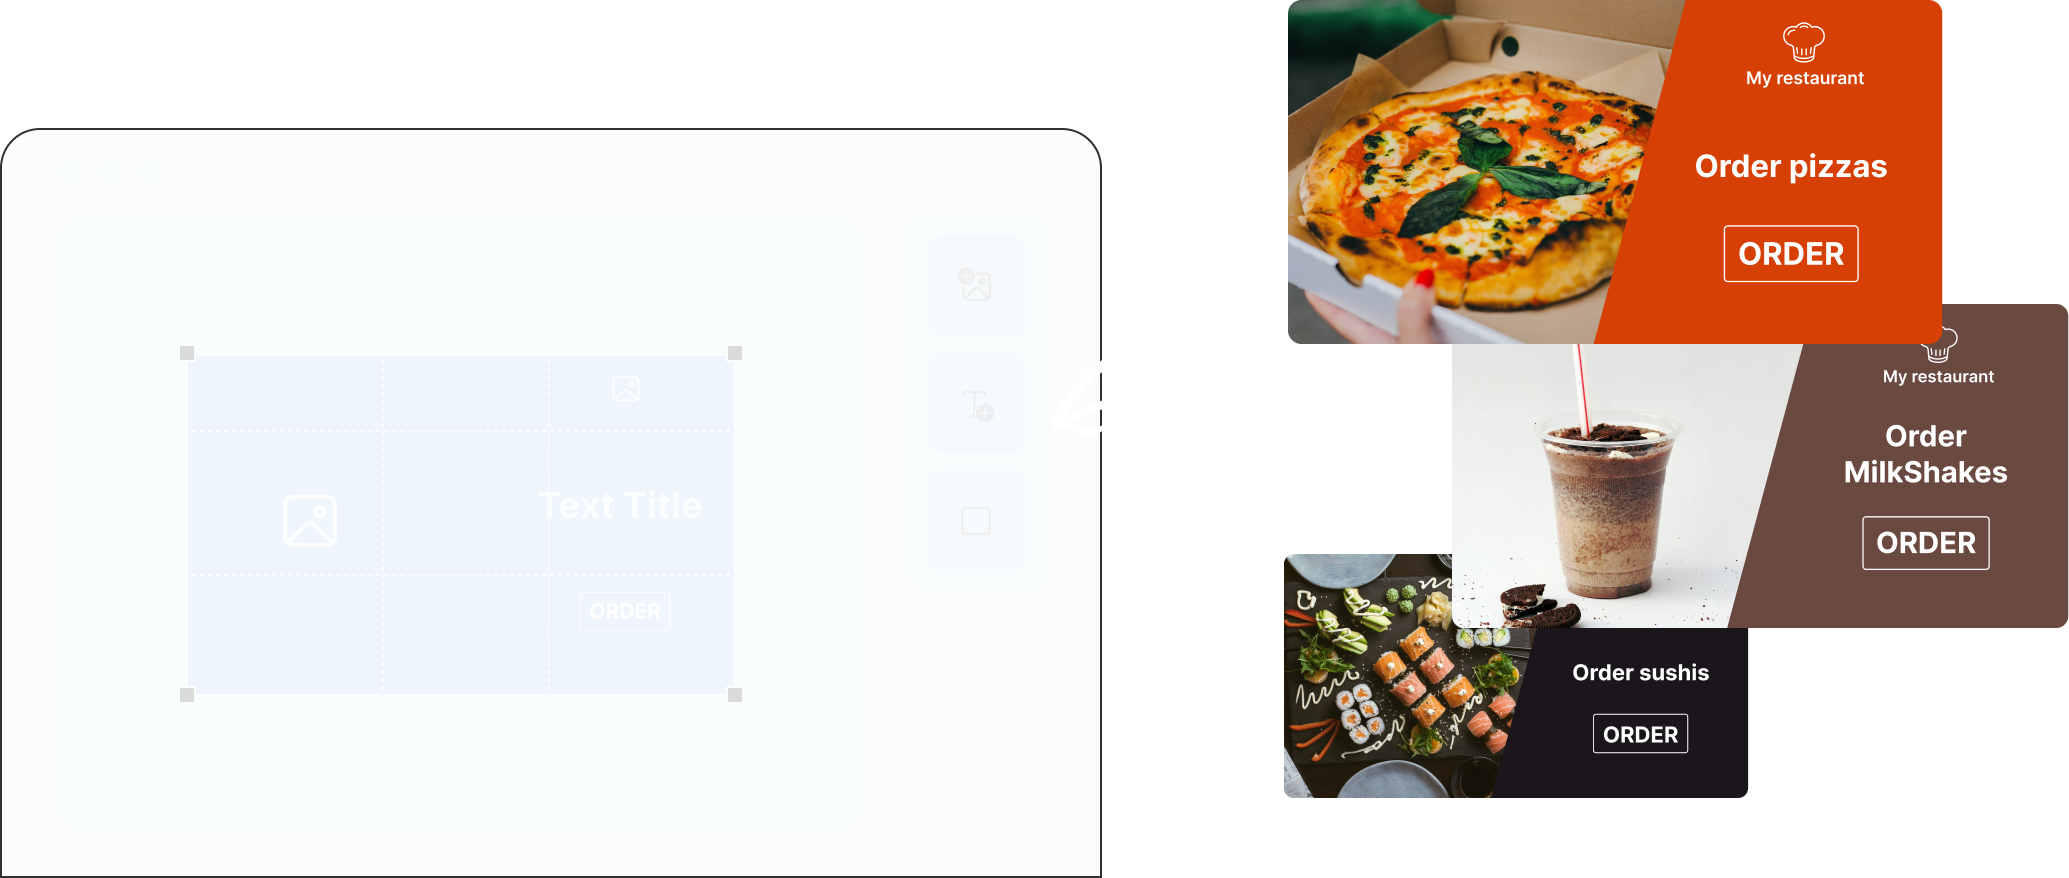 Text Title
ORDER
My restaurant
Order pizzas
ORDER
My restaurant
Order
MilkShakes
ORDER
Order sushis
ORDER